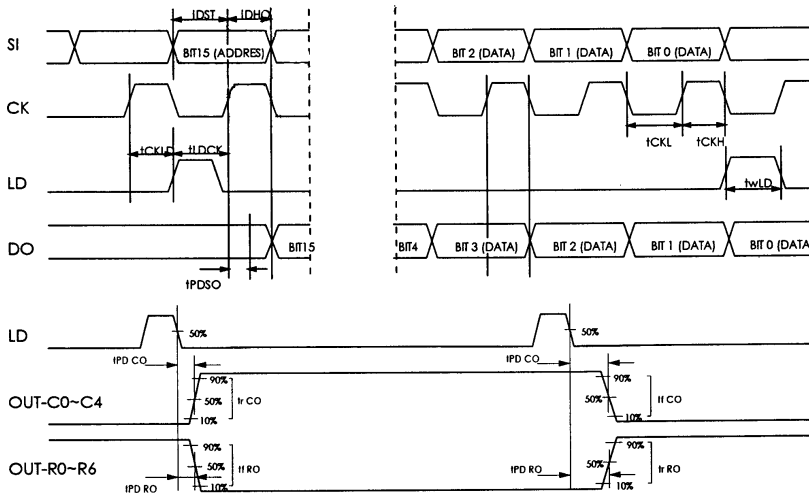 tDST tDHO
SI BIT15 (ADDRES) BIT 2 (DATA) BIT 1 (DATA) BIT 0 (DATA)
CK
tCKLD tLDCK tCKL tCKH
LD twLD
DO BIT15 BIT4 BIT 3 (DATA) BIT 2 (DATA) BIT 1 (DATA) BIT 0 (DATA
tPDSO
LD 50% 50%
tPD CO tPD CO
90% 90%
OUT-C0~C4 50% tr CO 50% tf CO
10% 10%
90% 90%
OUT-R0~R6 50% tf RO 50% tr RO
tPD RO 10% tPD RO 10%